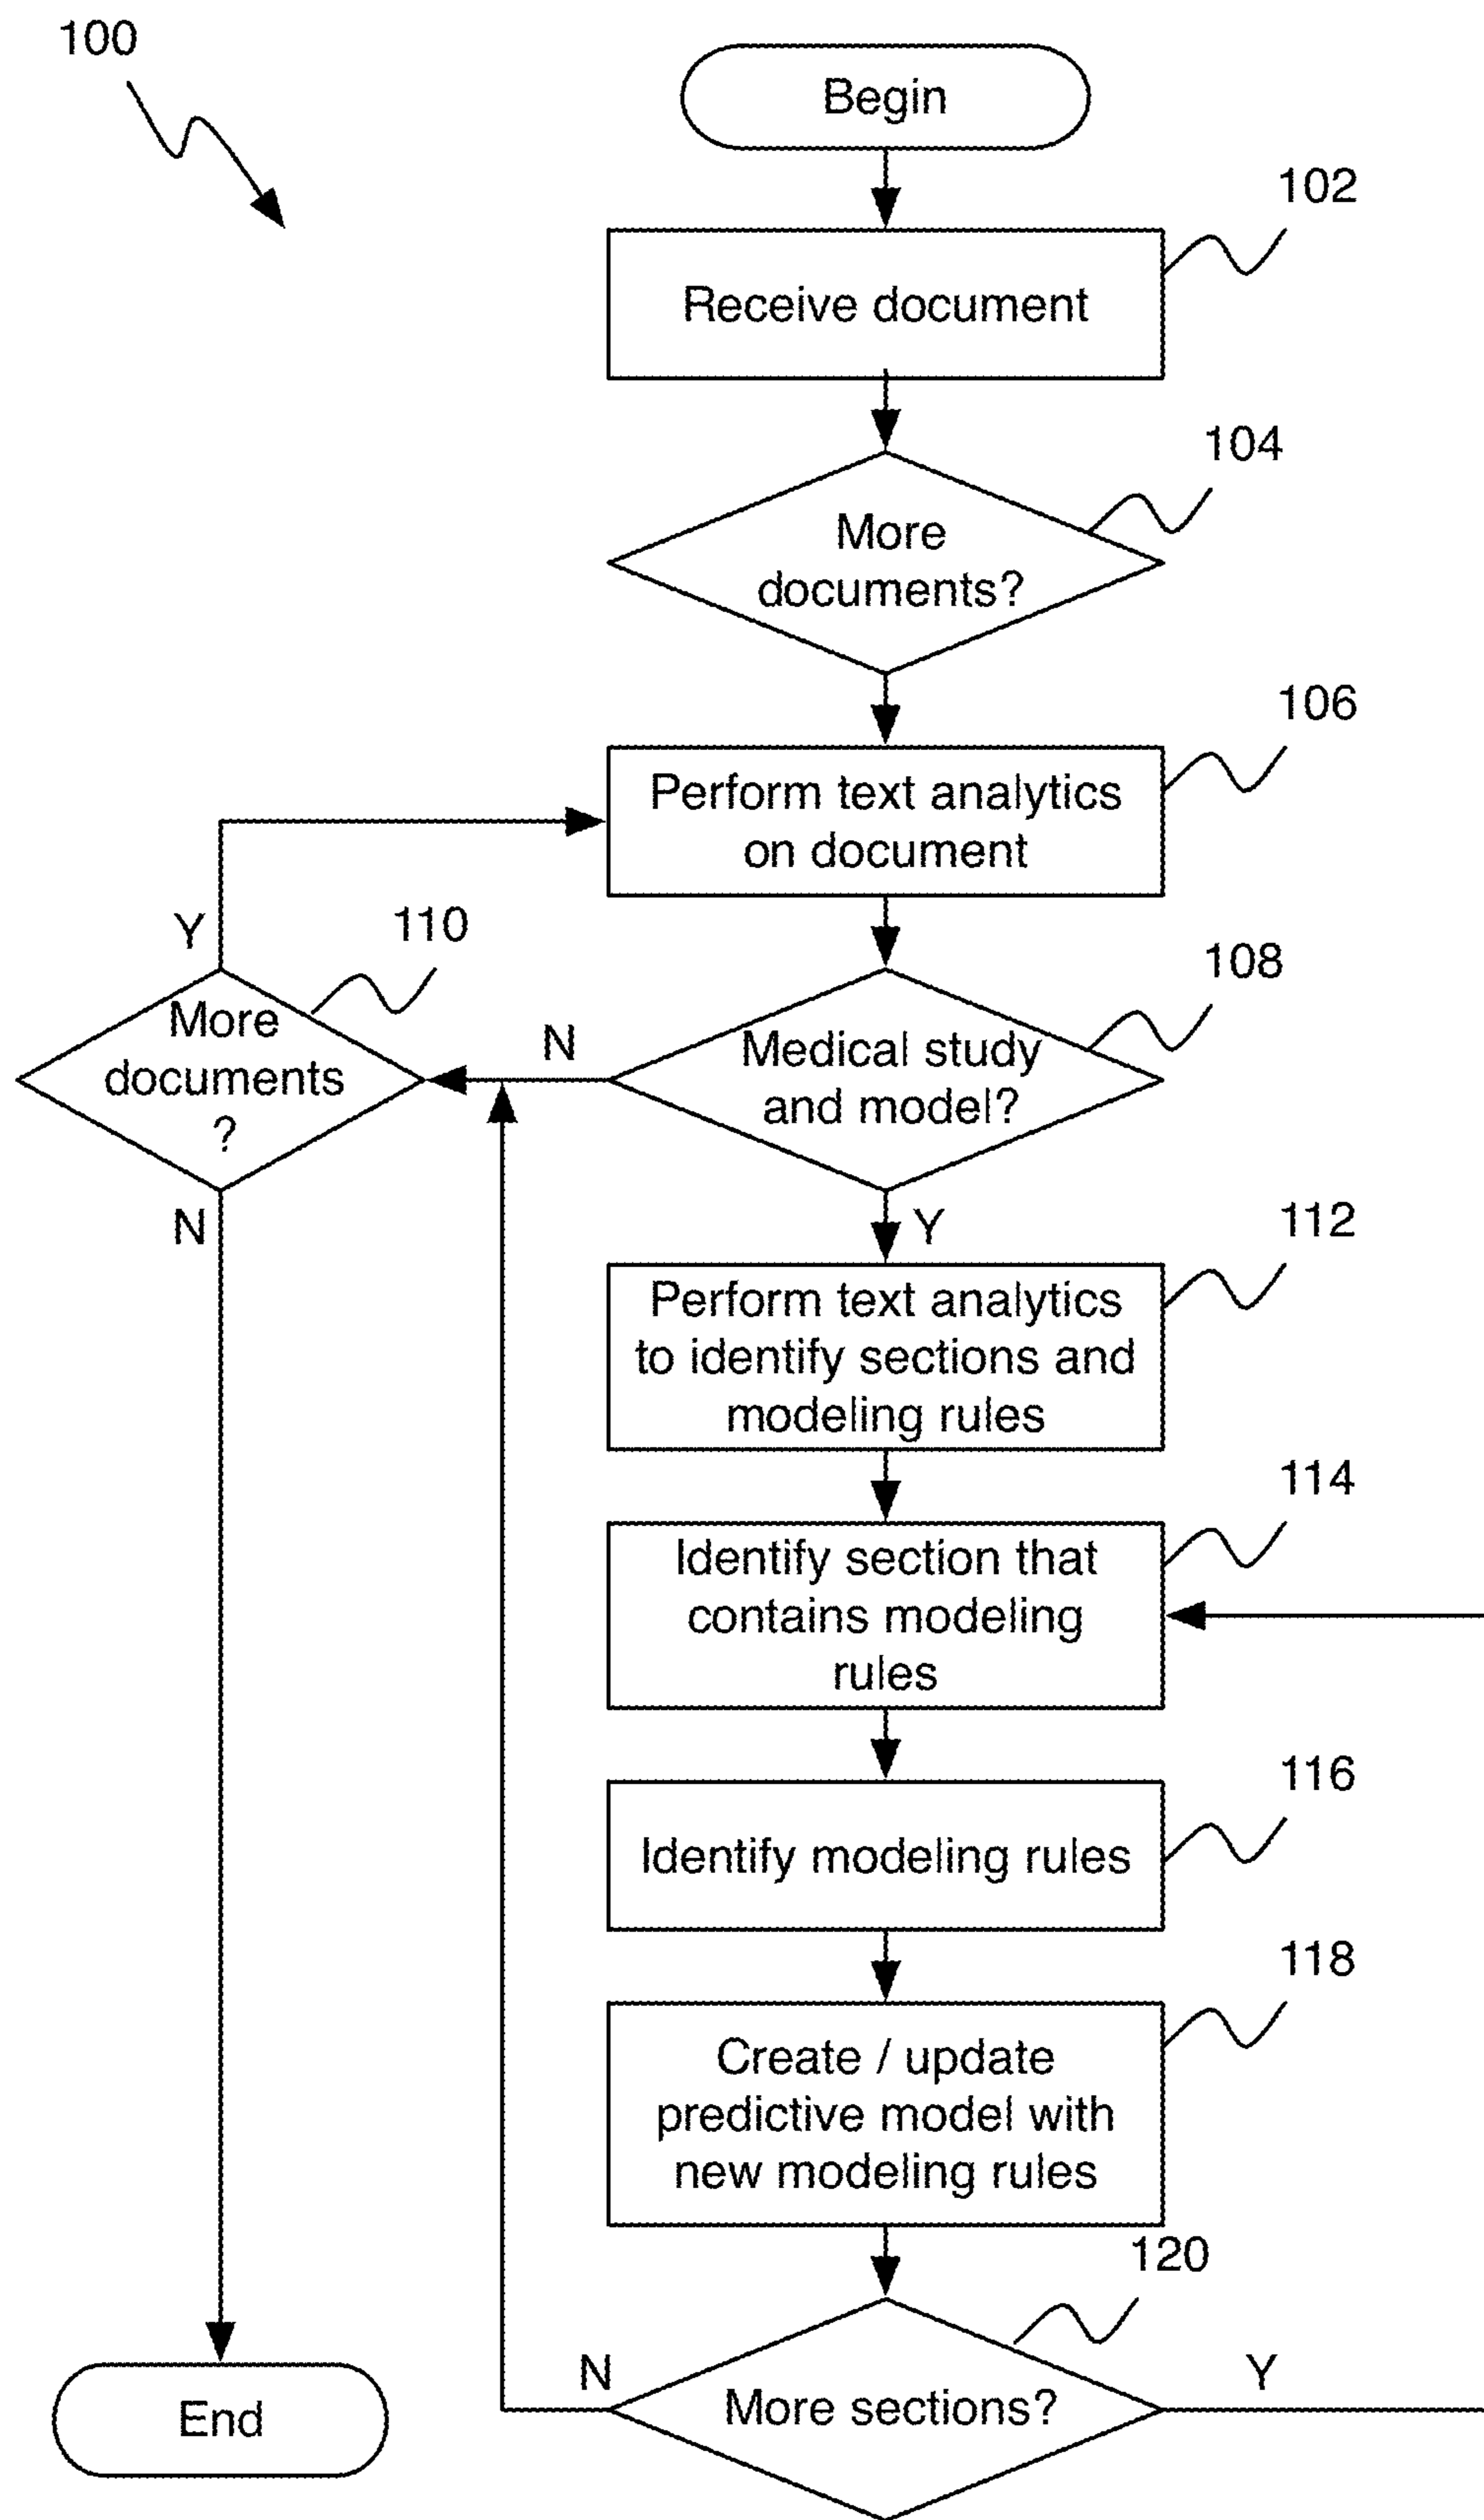 100
Begin
102
Receive document
104
More
documents?
106
Perform text analytics
on document
Y
110
108
More
documents
?
N
Medical study
and model?
N
Y
112
Perform text analytics
to identify sections and
modeling rules
114
Identify section that
contains modeling
rules
116
Identify modeling rules
118
Create / update
predictive model with
new modeling rules
120
N
More sections?
Y
End